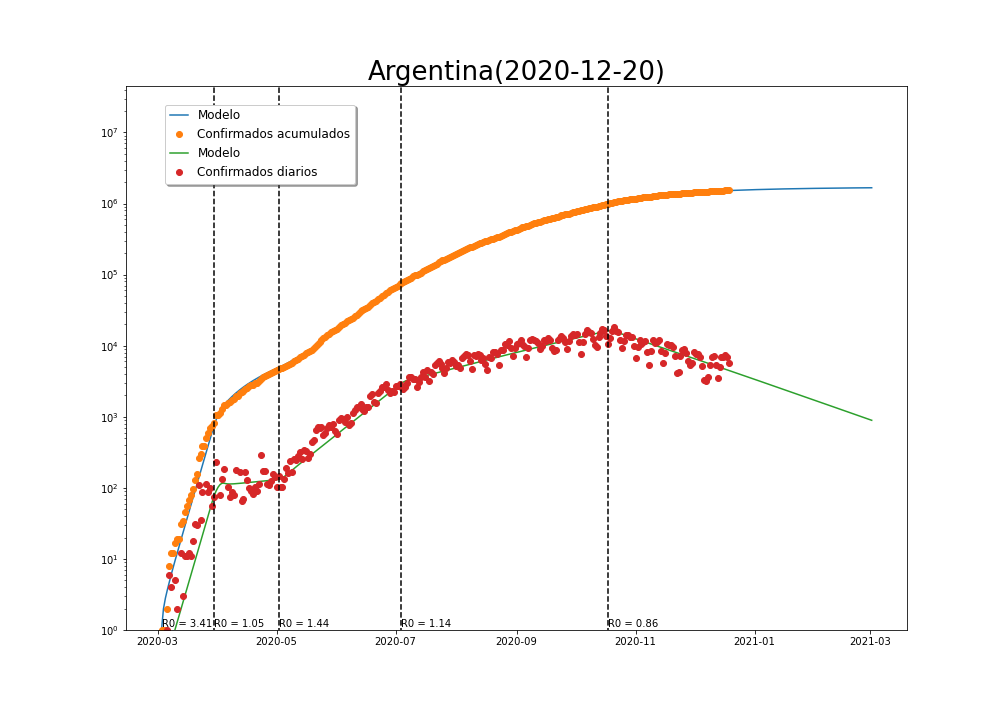 Argentina(2020-12-20)
Modelo
Confirmados acumulados
Modelo
Confirmados diarios
10⁷
10⁶
10⁵
10⁴
10³
10²
10¹
10⁰
R0 = 3.41 R0 = 1.05 R0 = 1.44 R0 = 1.14 R0 = 0.86
2020-03 2020-05 2020-07 2020-09 2020-11 2021-01 2021-03